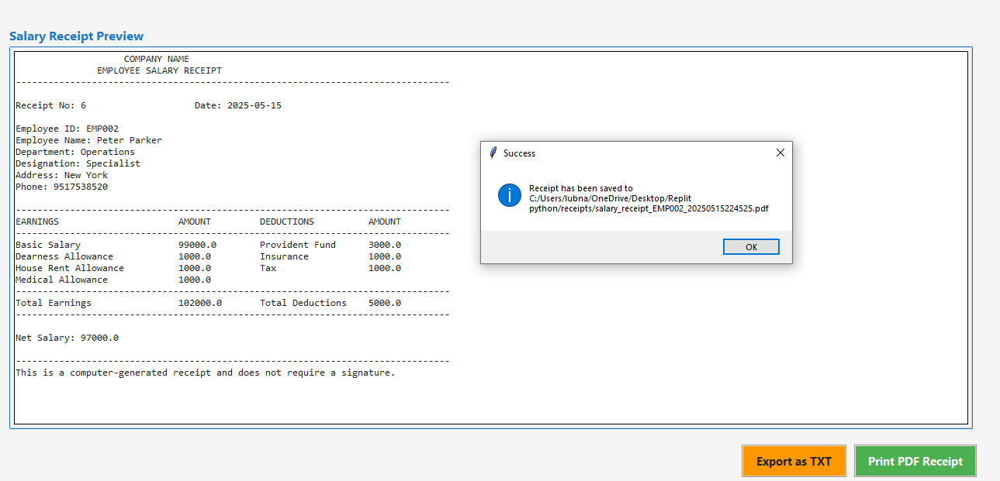 Salary Receipt Preview
COMPANY NAME
EMPLOYEE SALARY RECEIPT
--------------------------------------------------------------------------------
Receipt No: 6 Date: 2025-05-15
Employee ID: EMP002
Employee Name: Peter Parker
Department: Operations
Designation: Specialist
Address: New York
Phone: 9517538520
--------------------------------------------------------------------------------
EARNINGS AMOUNT DEDUCTIONS AMOUNT
--------------------------------------------------------------------------------
Basic Salary 99000.0 Provident Fund 3000.0
Dearness Allowance 1000.0 Insurance 1000.0
House Rent Allowance 1000.0 Tax 1000.0
Medical Allowance 1000.0
--------------------------------------------------------------------------------
Total Earnings 102000.0 Total Deductions 5000.0
--------------------------------------------------------------------------------
Net Salary: 97000.0
--------------------------------------------------------------------------------
This is a computer-generated receipt and does not require a signature.
Success
Receipt has been saved to
C:/Users/lubna/OneDrive/Desktop/Replit
python/receipts/salary_receipt_EMP002_20250515224525.pdf
OK
Export as TXT
Print PDF Receipt